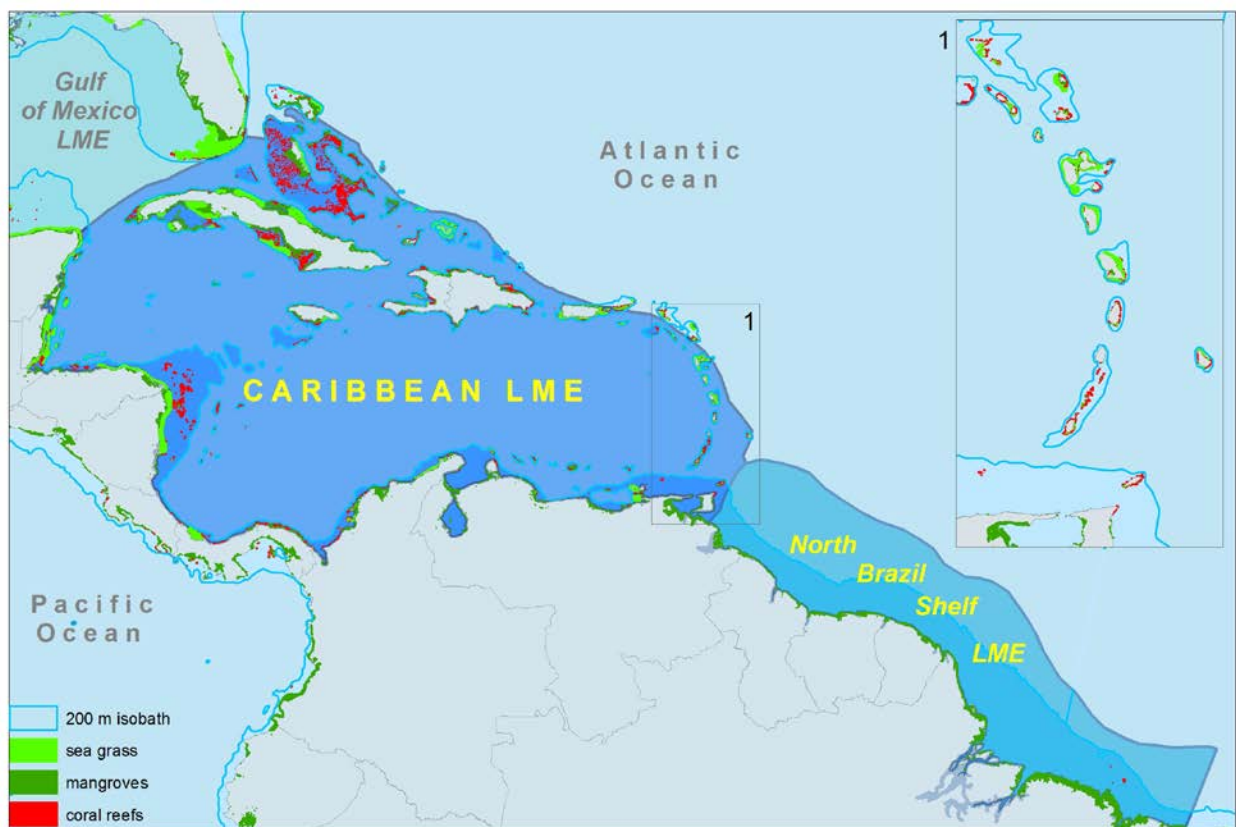 Gulf
of Mexico
LME
Atlantic
Ocean
1
1
CARIBBEAN LME
North
Brazil
Shelf
LME
Pacific
Ocean
200 m isobath
sea grass
mangroves
coral reefs